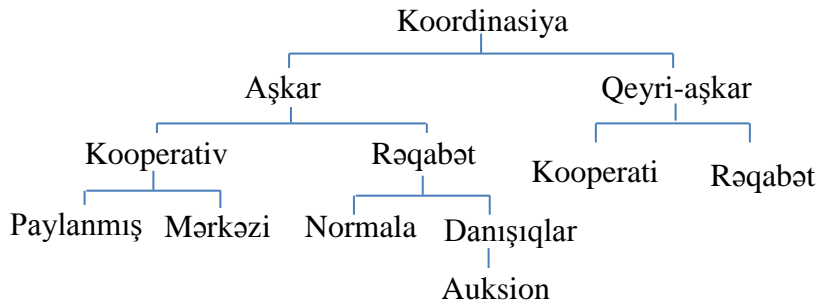 Koordinasiya
Aşkar Qeyri-aşkar
Kooperativ Rəqabət Kooperati Rəqabət
Paylanmış Mərkəzi Normala Danışıqlar
Auksion